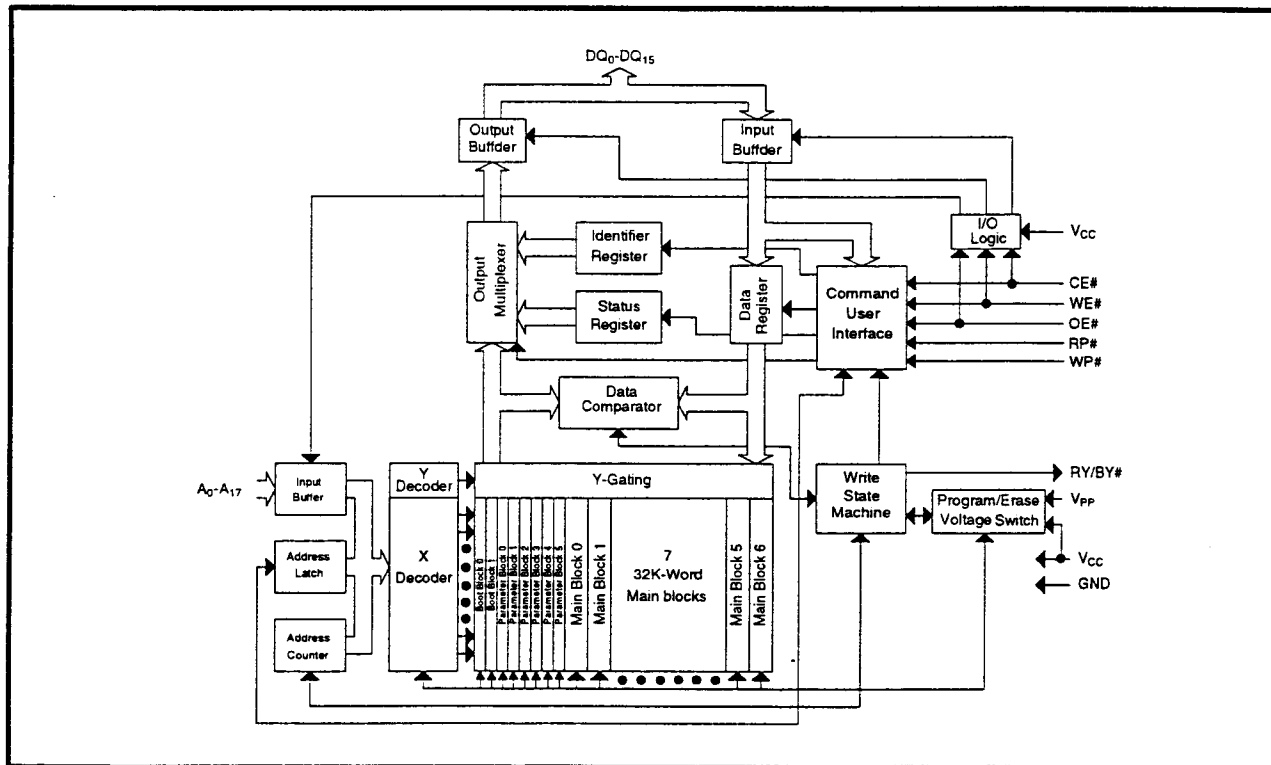 DQ0-DQ15
Output
Buffder
Input
Buffder
I/O
Logic
VCC
Output
Multiplexer
Identifier
Register
Status
Register
Data
Register
Command
User
Interface
CE#
WE#
OE#
RP#
WP#
Data
Comparator
A0-A17
Input
Buffer
Y
Decoder
Y-Gating
Write
State
Machine
RY/BY#
Program/Erase
Voltage Switch
VPP
VCC
GND
Address
Latch
X
Decoder
Boot Block 0
Boot Block 1
Parameter Block 0
Parameter Block 1
Parameter Block 2
Parameter Block 3
Parameter Block 4
Parameter Block 5
Main Block 0
Main Block 1
7
32K-Word
Main blocks
Main Block 5
Main Block 6
Address
Counter